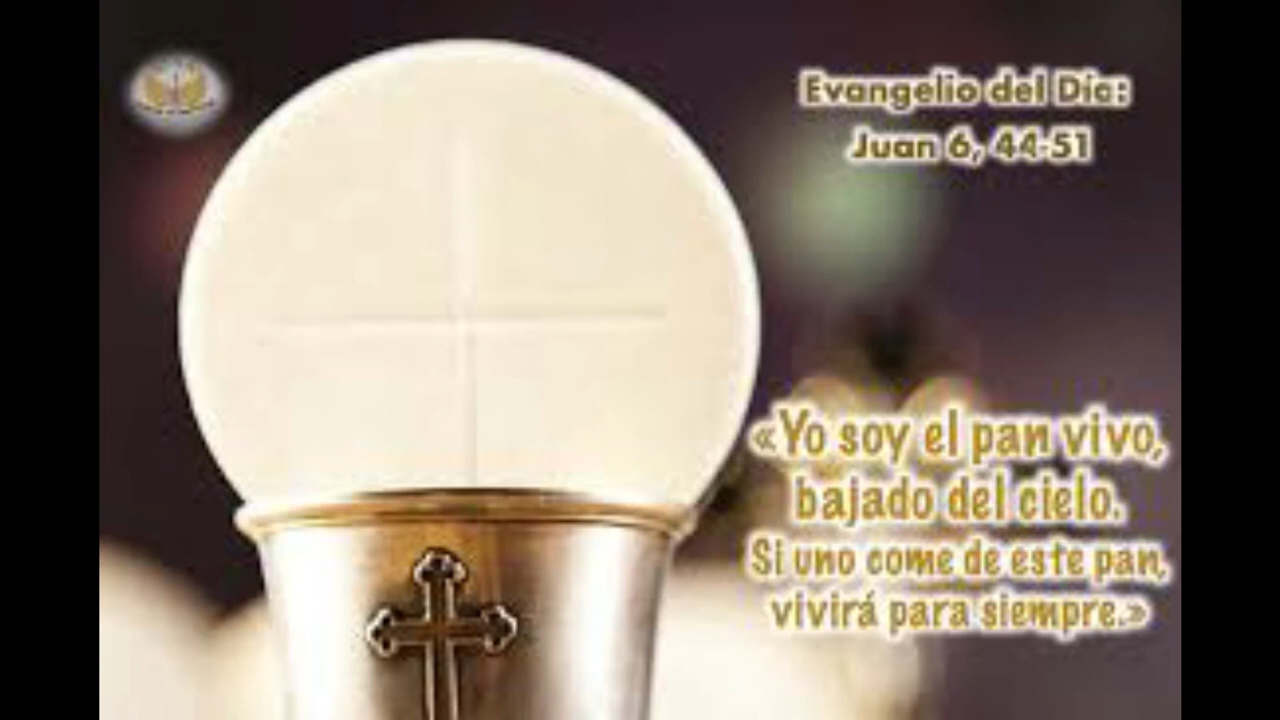 Evangelio del Día:
Juan 6, 44-51
«Yo soy el pan vivo,
bajado del cielo.
Si uno come de este pan,
vivirá para siempre.»